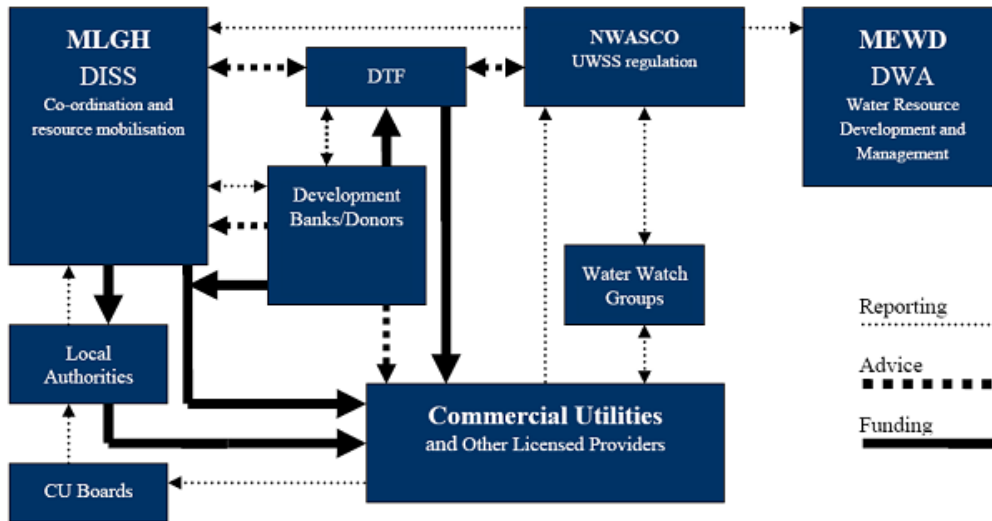 MLGH
DISS
Co-ordination and
resource mobilisation
DTF
NWASCO
UWSS regulation
MEWD
DWA
Water Resource
Development and
Management
Development
Banks/Donors
Water Watch
Groups
Local
Authorities
Commercial Utilities
and Other Licensed Providers
CU Boards
Reporting
Advice
Funding